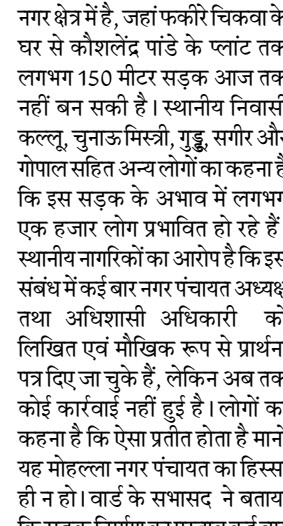 नगर क्षेत्र में है, जहां फकीरे चिकवा के
घर से कौशलेंद्र पांडे के प्लांट तक
लगभग 150 मीटर सड़क आज तक
नहीं बन सकी है। स्थानीय निवासी
कल्लू, चुनाऊ मिस्त्री, गुड्डू, सगीर और
गोपाल सहित अन्य लोगों का कहना है
कि इस सड़क के अभाव में लगभग
एक हजार लोग प्रभावित हो रहे हैं
स्थानीय नागरिकों का आरोप है कि इस
संबंध में कई बार नगर पंचायत अध्यक्ष
तथा अधिशासी अधिकारी को
लिखित एवं मौखिक रूप से प्रार्थन
पत्र दिए जा चुके हैं, लेकिन अब तक
कोई कार्रवाई नहीं हुई है। लोगों क
कहना है कि ऐसा प्रतीत होता है मानो
यह मोहल्ला नगर पंचायत का हिस्स
ही न हो। वार्ड के सभासद ने बताय